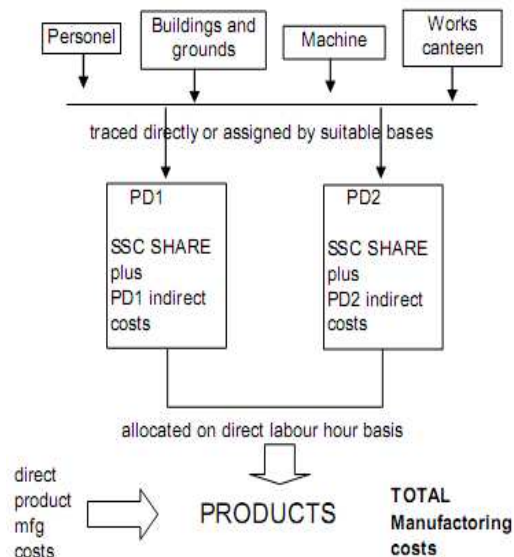 Personel
Buildings and
grounds
Machine
Works
canteen
traced directly or assigned by suitable bases
PD1
SSC SHARE
plus
PD1 indirect
costs
PD2
SSC SHARE
plus
PD2 indirect
costs
allocated on direct labour hour basis
direct
product
mfg
costs
PRODUCTS
TOTAL
Manufactoring
costs